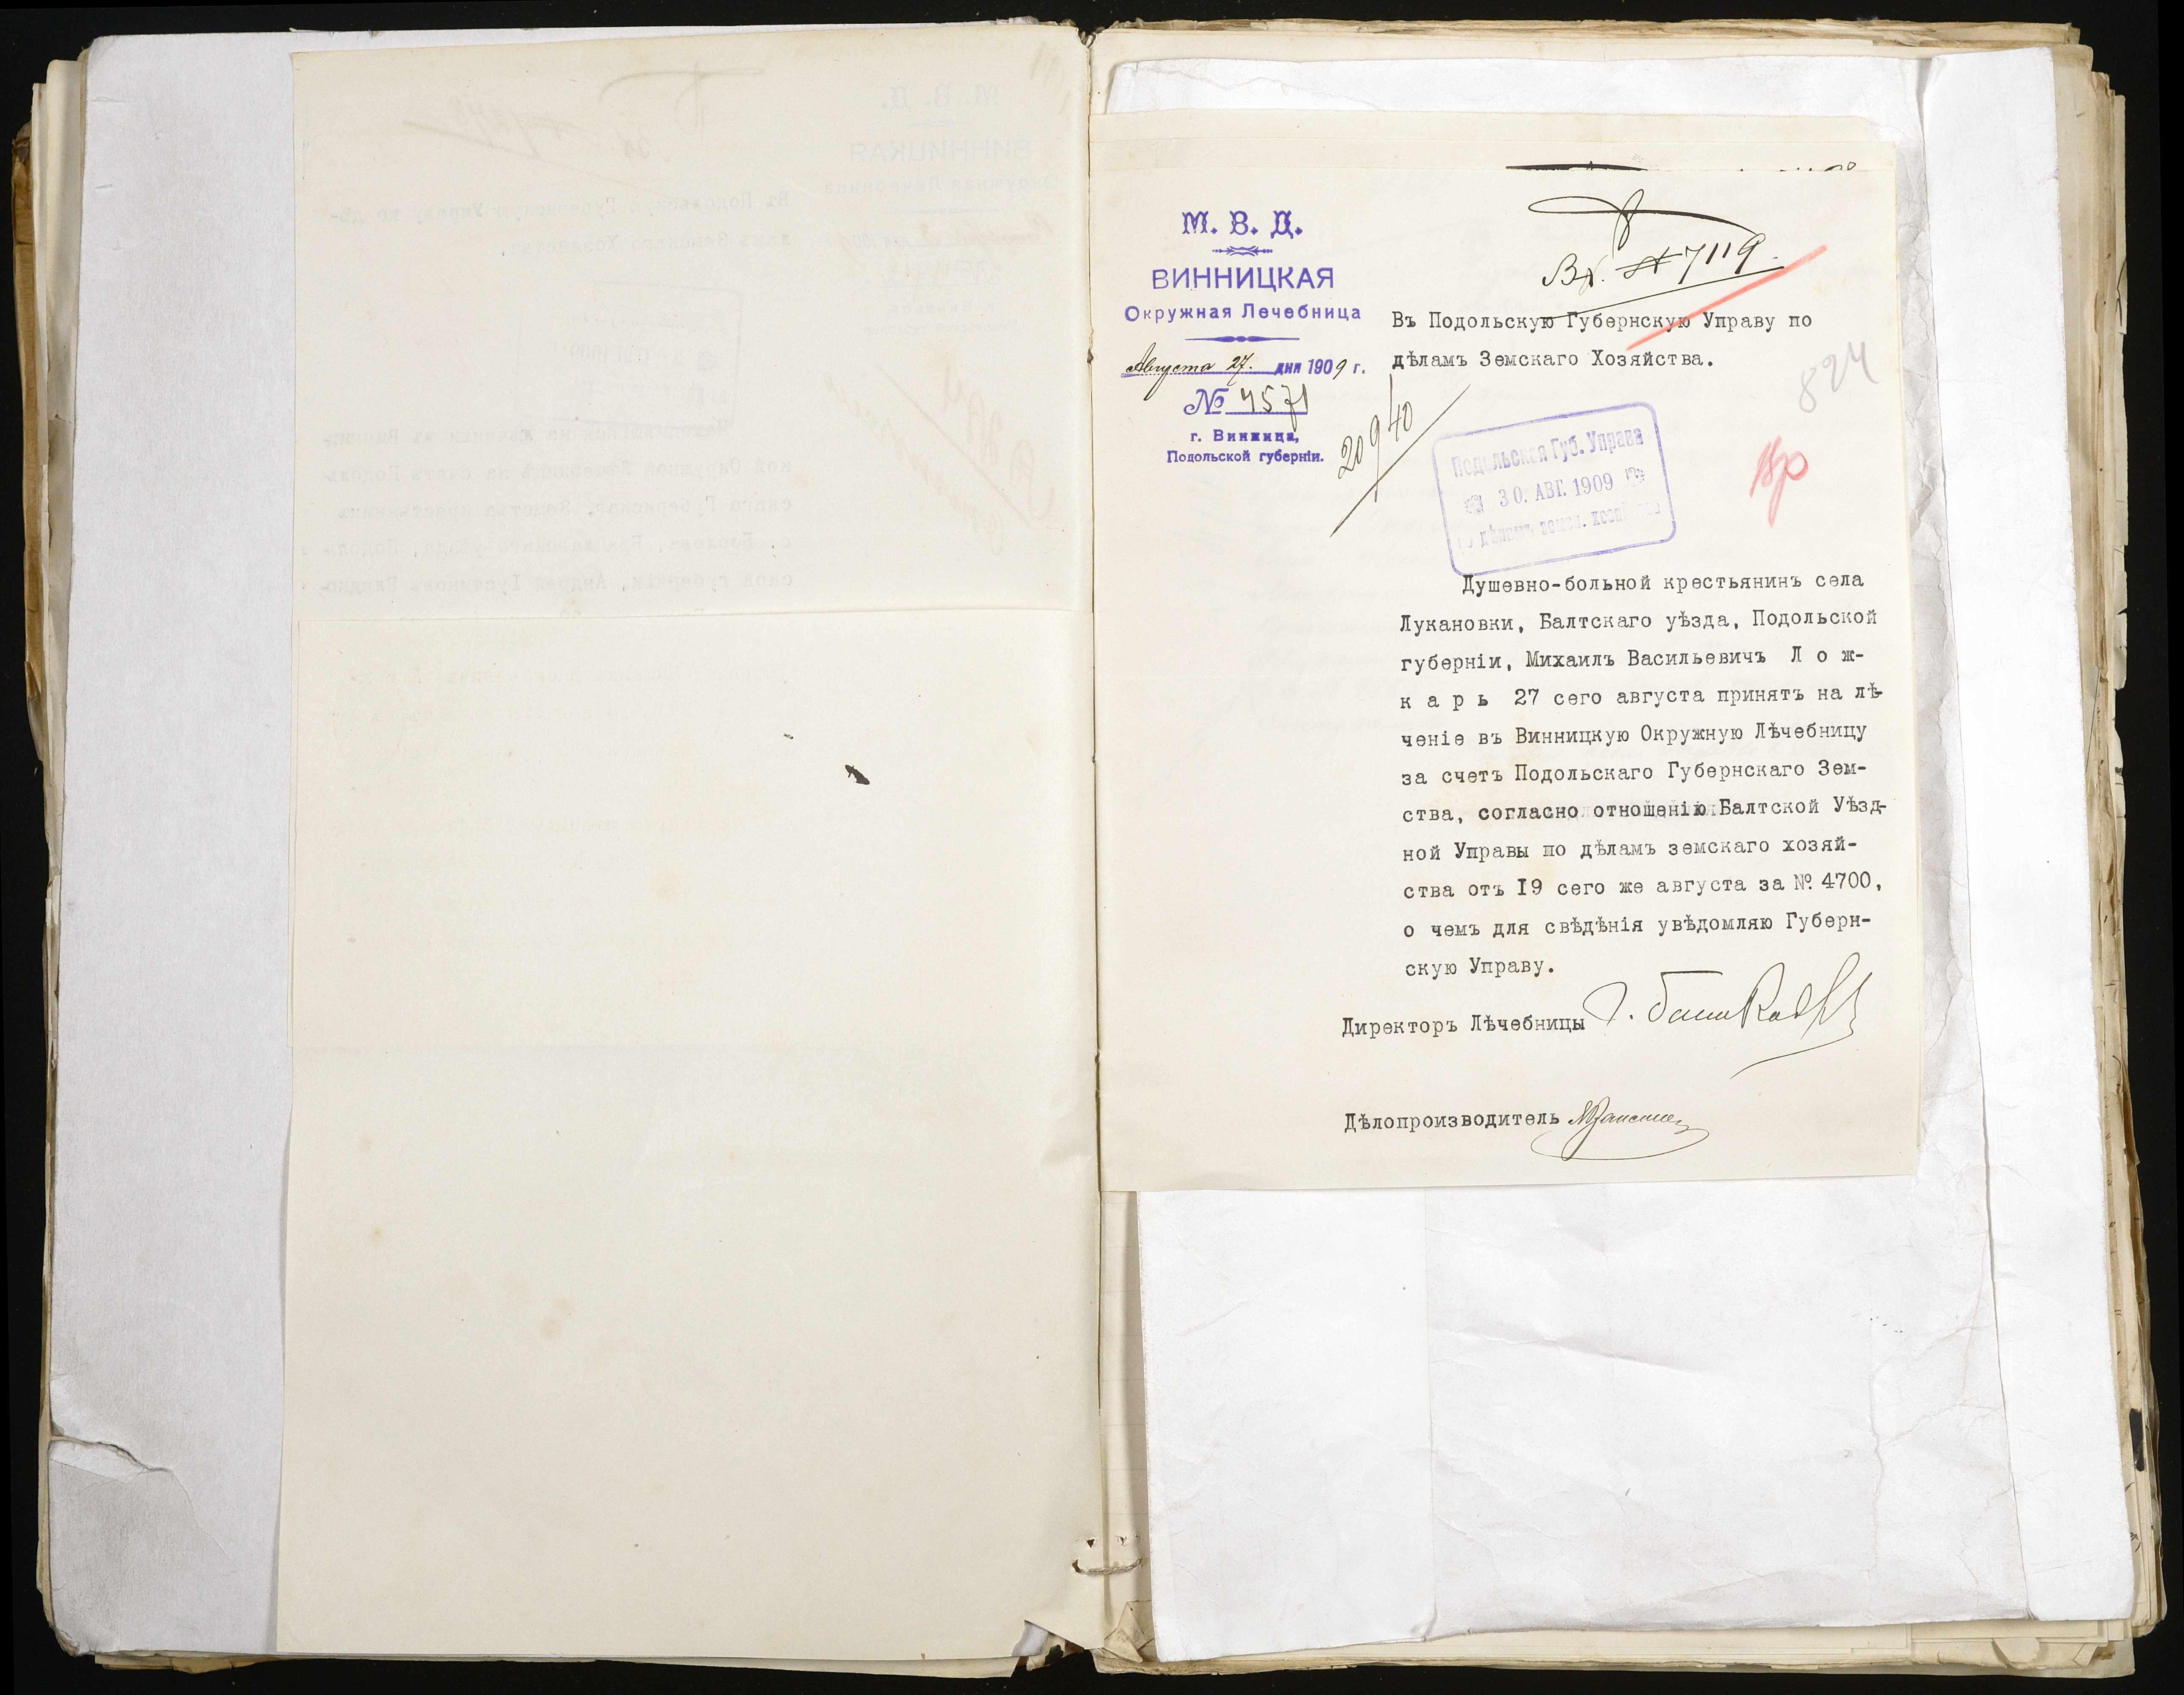 М. В. Д.
ВИННИЦКАЯ
Окружная Лечебница
Августа 27. дня 1909 г.
№ 4571
г. Винница,
Подольской губерніи.
Вх. № 7119.
Въ Подольскую Губернскую Управу по
дѣламъ Земскаго Хозяйства.
20940
824
Подольская Губ. Управа
30. АВГ. 1909
по дѣламъ земск. хозяйства
Душевно-больной крестьянинъ села
Лукановки, Балтскаго уѣзда, Подольской
губерніи, Михаилъ Васильевичъ Л о ж-
к а р ь 27 сего августа принятъ на лѣ-
ченіе въ Винницкую Окружную Лѣчебницу
за счетъ Подольскаго Губернскаго Зем-
ства, согласно отношенію Балтской Уѣзд-
ной Управы по дѣламъ земскаго хозяй-
ства отъ I9 сего же августа за № 4700,
о чемъ для свѣдѣнія увѣдомляю Губерн-
скую Управу.
Директоръ Лѣчебницы
Дѣлопроизводитель